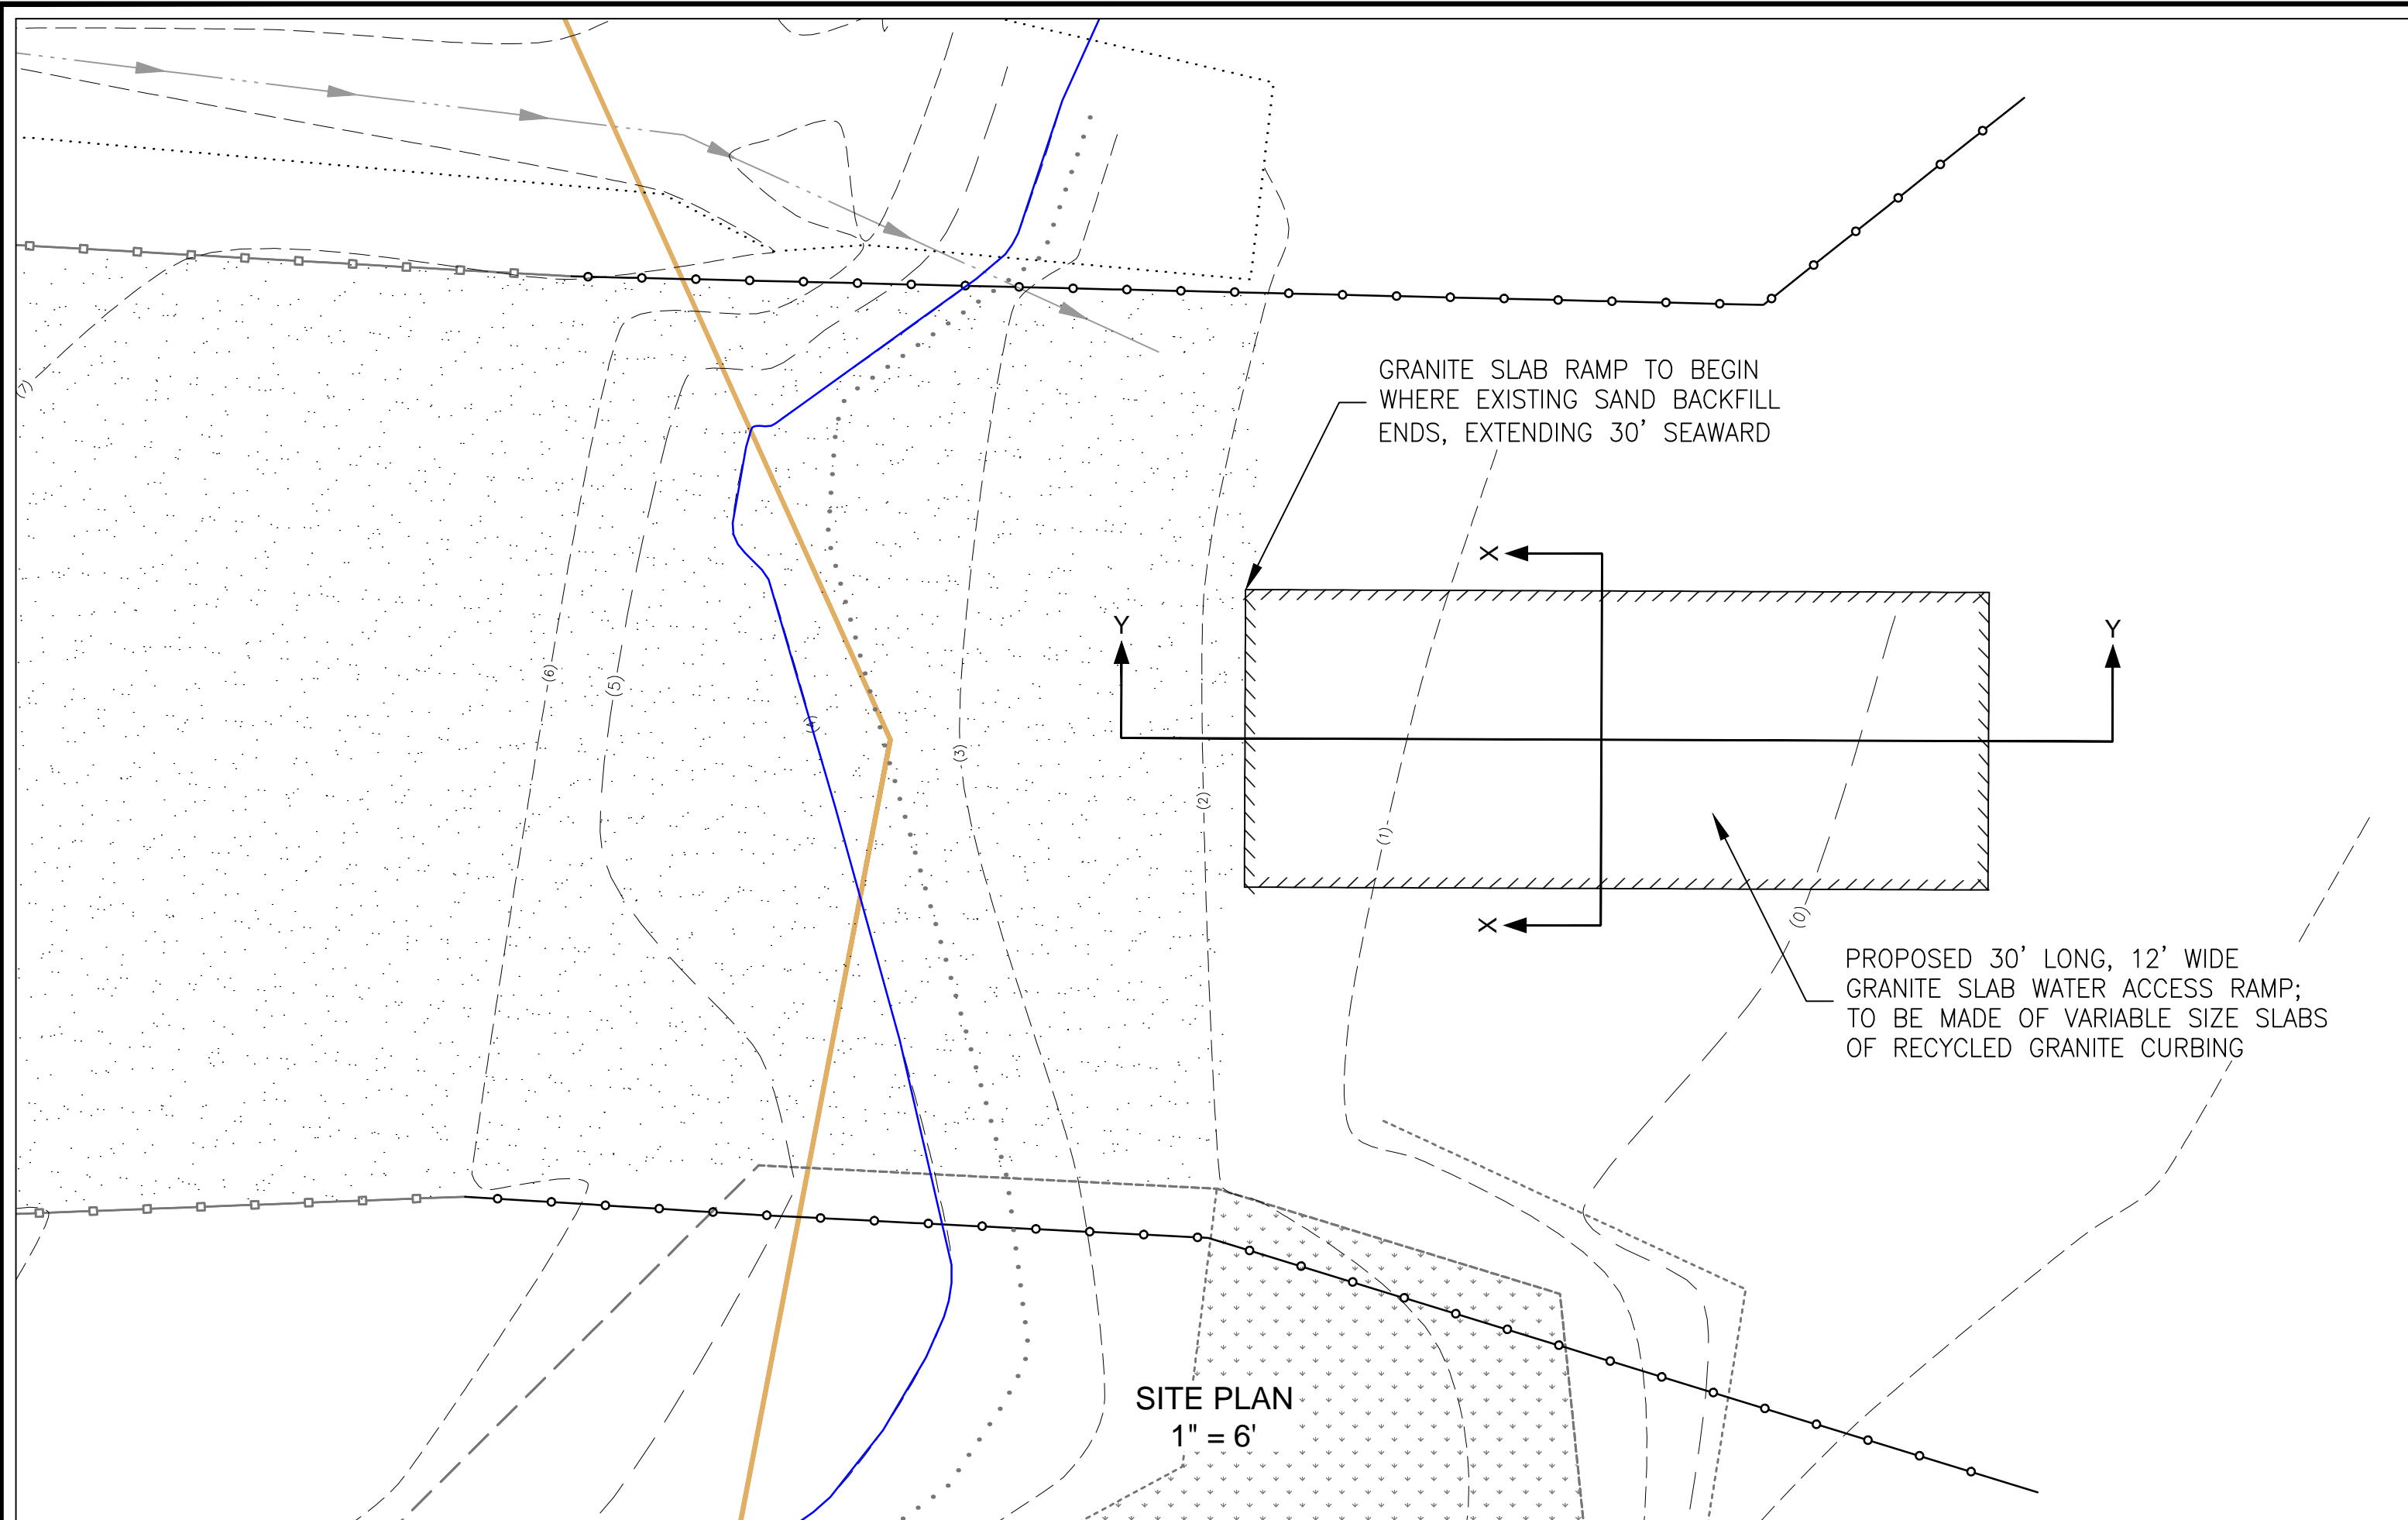 GRANITE SLAB RAMP TO BEGIN
WHERE EXISTING SAND BACKFILL
ENDS, EXTENDING 30' SEAWARD
X
Y
Y
(7)
(6)
(5)
(4)
(3)
(2)
(1)
(0)
X
PROPOSED 30' LONG, 12' WIDE
GRANITE SLAB WATER ACCESS RAMP;
TO BE MADE OF VARIABLE SIZE SLABS
OF RECYCLED GRANITE CURBING
SITE PLAN
1" = 6'